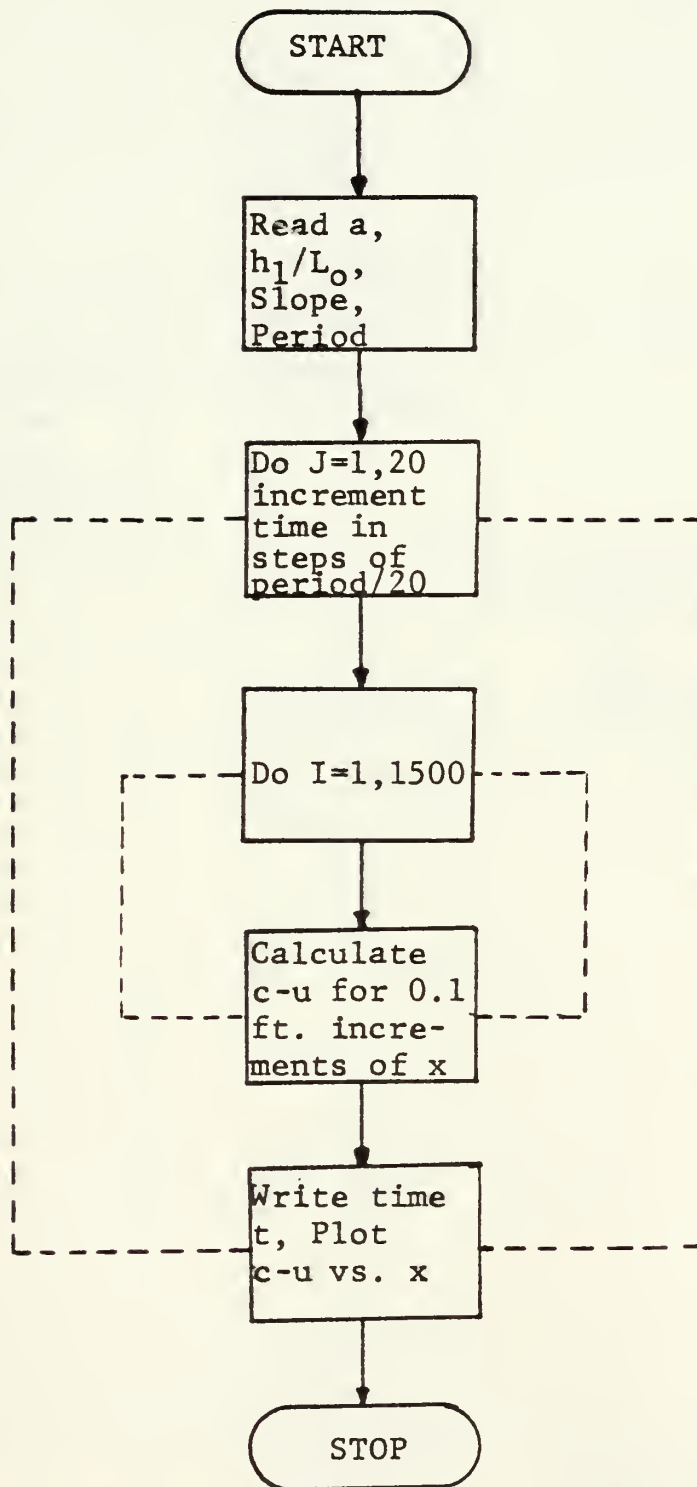 START
Read a,
h1/Lo,
Slope,
Period
Do J=1,20
increment
time in
steps of
period/20
Do I=1,1500
Calculate
c-u for 0.1
ft. incre-
ments of x
Write time
t, Plot
c-u vs. x
STOP